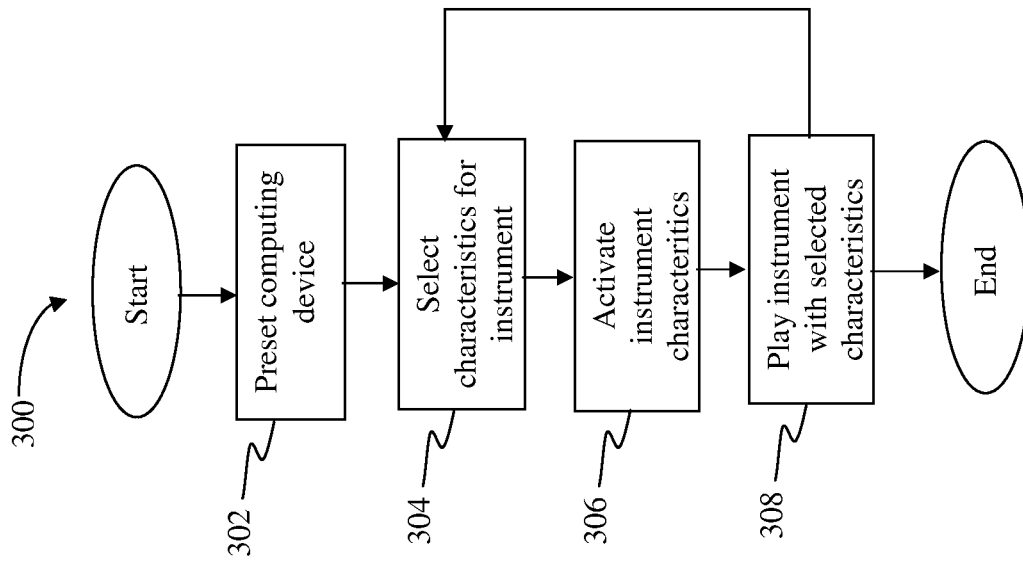 300
Start
302
Preset computing
device
304
Select
characteristics for
instrument
306
Activate
instrument
characteritics
308
Play instrument
with selected
characteristics
End